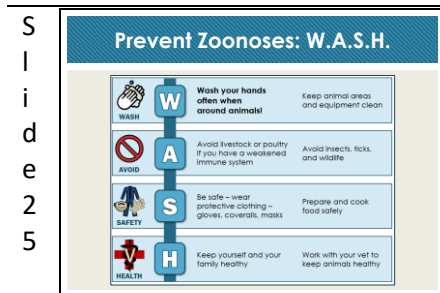 Slide25
Prevent Zoonoses: W.A.S.H.
WASH
W
Wash your hands
often when
around animals!
Keep animal areas
and equipment clean
AVOID
A
Avoid livestock or poultry
if you have a weakened
immune system
Avoid insects, ticks,
and wildlife
SAFETY
S
Be safe – wear
protective clothing –
gloves, coveralls, masks
Prepare and cook
food safely
HEALTH
H
Keep yourself and your
family healthy
Work with your vet to
keep animals healthy